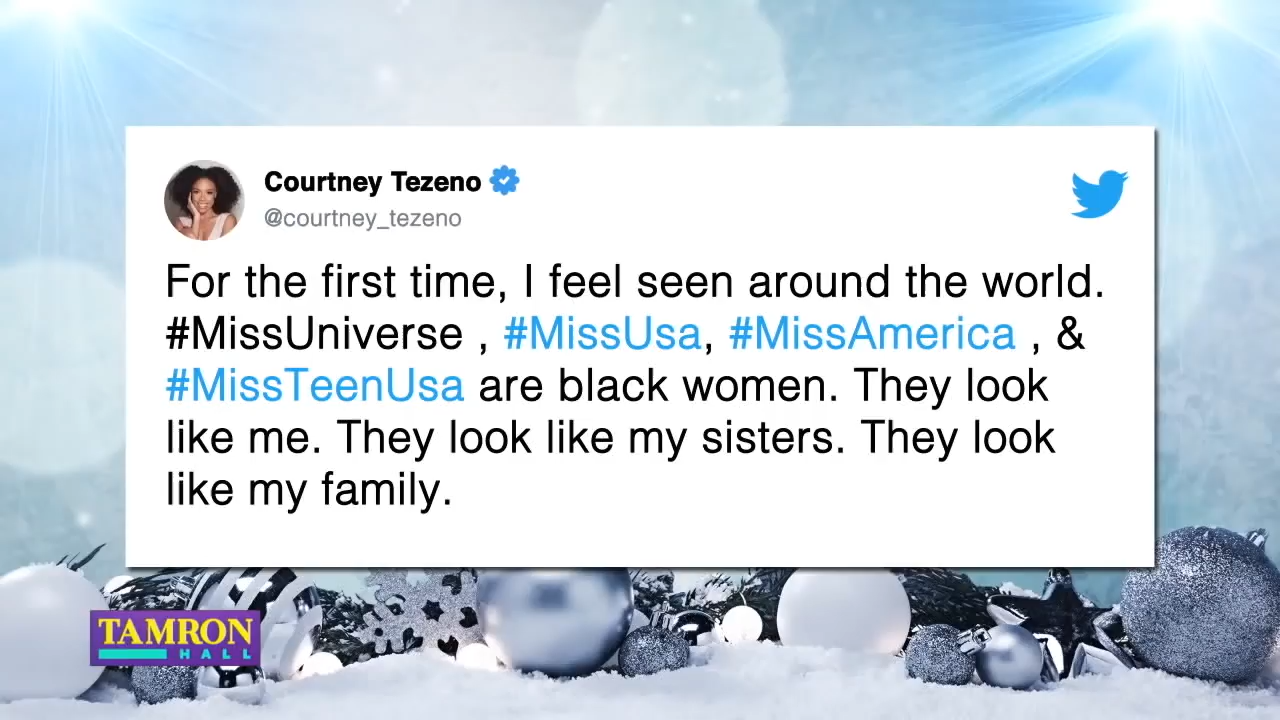 Courtney Tezeno
@courtney_tezeno
For the first time, I feel seen around the world.
#MissUniverse , #MissUsa, #MissAmerica , &
#MissTeenUsa are black women. They look
like me. They look like my sisters. They look
like my family.
TAMRON
HALL